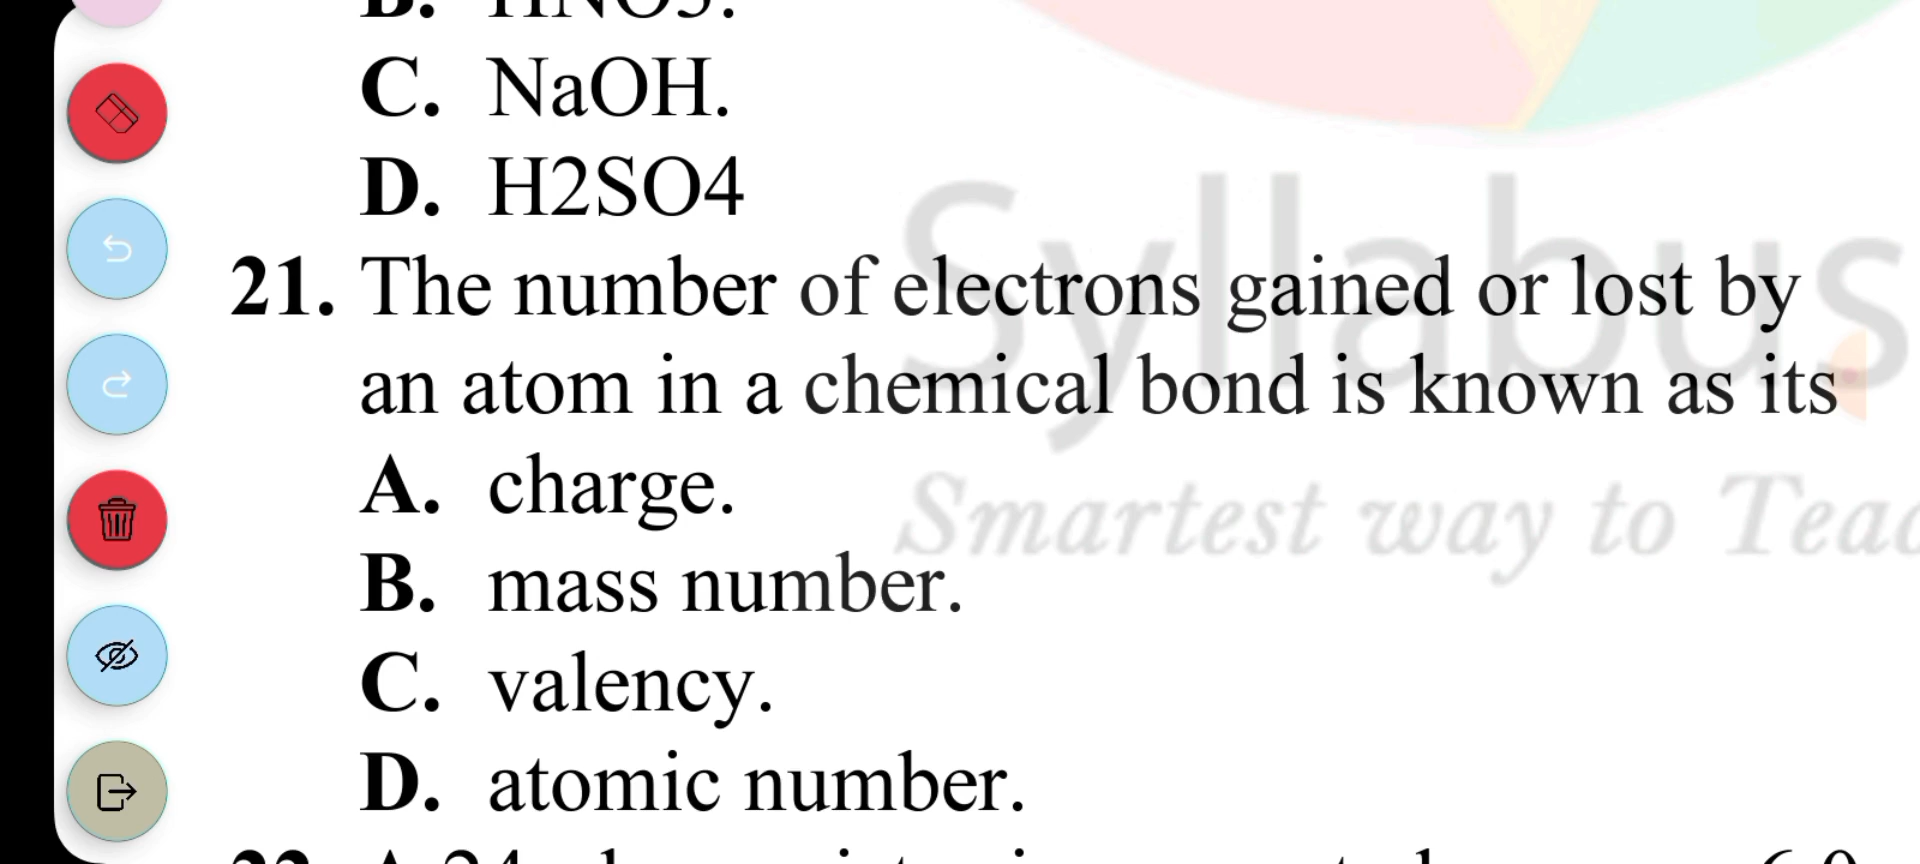 B. HNO3.
C. NaOH.
D. H2SO4
21. The number of electrons gained or lost by
an atom in a chemical bond is known as its
A. charge.
B. mass number.
C. valency.
D. atomic number.
Syllabus
Smartest way to